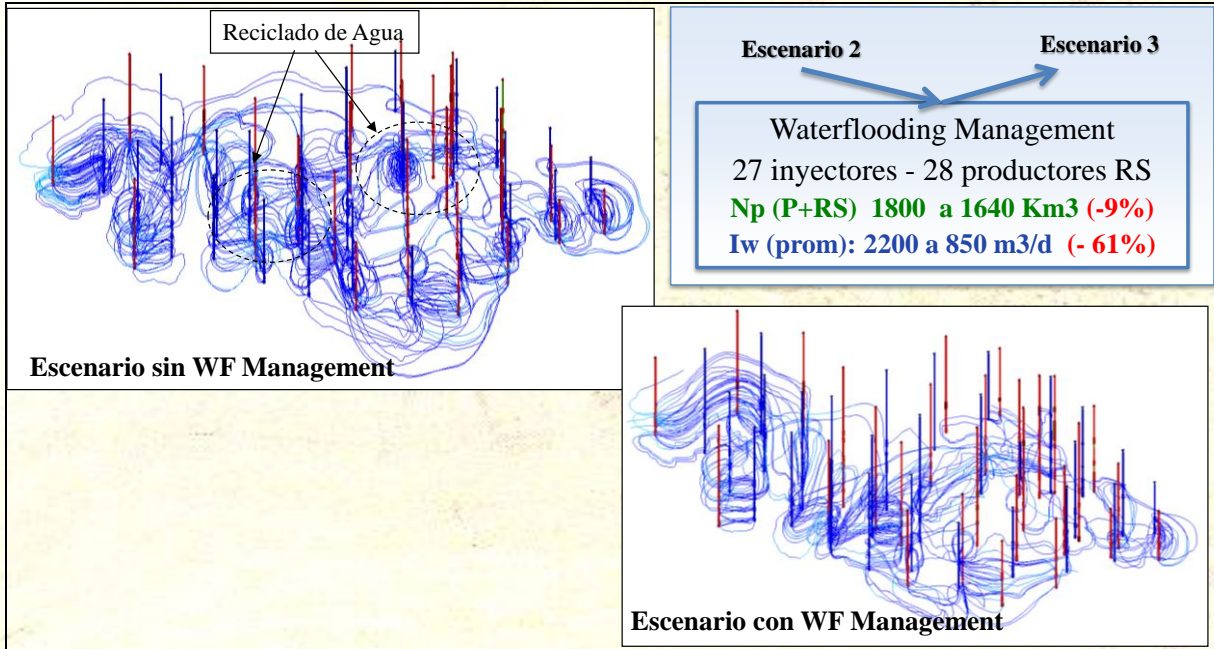 Reciclado de Agua
Escenario sin WF Management
Escenario 2
Escenario 3
Waterflooding Management
27 inyectores - 28 productores RS
Np (P+RS) 1800 a 1640 Km3 (-9%)
Iw (prom): 2200 a 850 m3/d (- 61%)
Escenario con WF Management